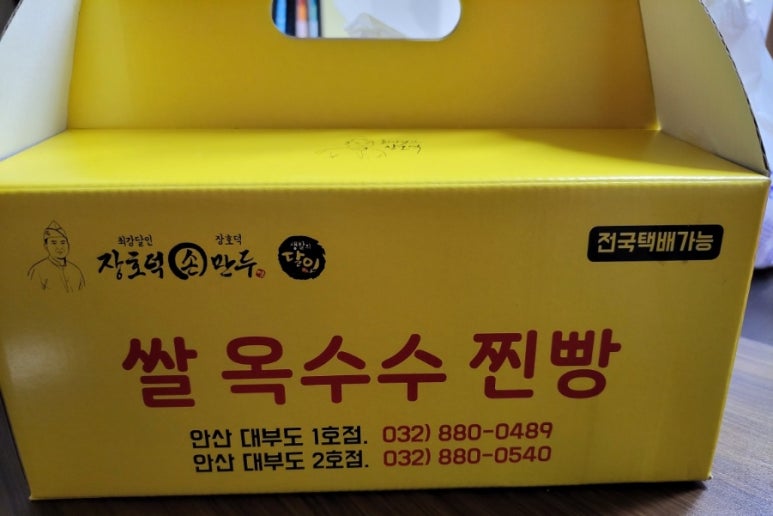 최강달인 장호덕
장호덕 손 만두
생활의
달인
전국택배가능
쌀 옥수수 찐빵
안산 대부도 1호점. 032) 880-0489
안산 대부도 2호점. 032) 880-0540